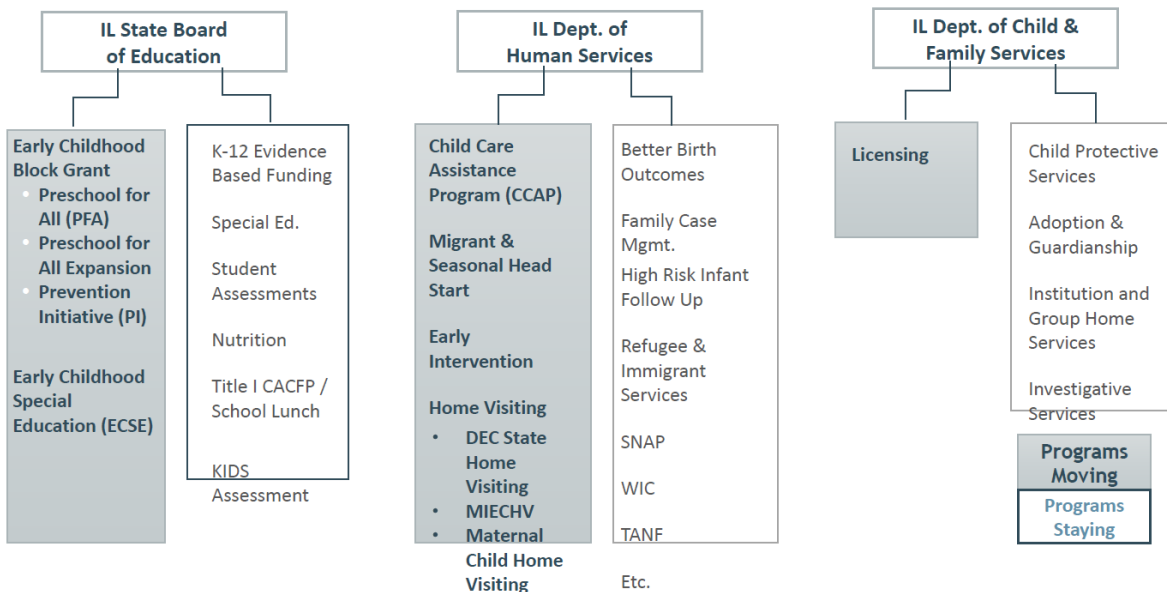 IL State Board
of Education
Early Childhood
Block Grant
• Preschool for
All (PFA)
• Preschool for
All Expansion
• Prevention
Initiative (PI)
Early Childhood
Special
Education (ECSE)
K-12 Evidence
Based Funding
Special Ed.
Student
Assessments
Nutrition
Title I CACFP /
School Lunch
KIDS
Assessment
IL Dept. of
Human Services
Child Care
Assistance
Program (CCAP)
Migrant &
Seasonal Head
Start
Early
Intervention
Home Visiting
• DEC State
Home
Visiting
• MIECHV
• Maternal
Child Home
Visiting
Better Birth
Outcomes
Family Case
Mgmt.
High Risk Infant
Follow Up
Refugee &
Immigrant
Services
SNAP
WIC
TANF
Etc.
IL Dept. of Child &
Family Services
Licensing
Child Protective
Services
Adoption &
Guardianship
Institution and
Group Home
Services
Investigative
Services
Programs
Moving
Programs
Staying